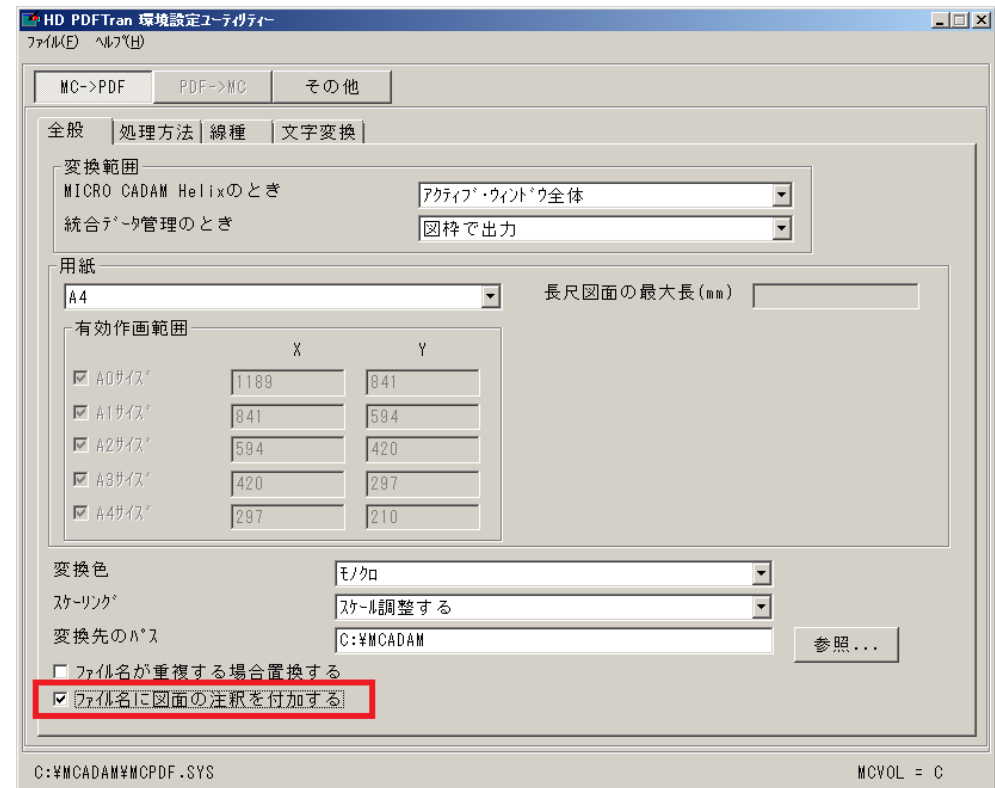 HD PDFTran 環境設定ﾕｰﾃｨﾘﾃｨｰ
ﾌｧｲﾙ(F) ﾍﾙﾌﾟ(H)
MC->PDF PDF->MC その他
全般 処理方法 線種 文字変換
変換範囲
MICRO CADAM Helixのとき ｱｸﾃｨﾌﾞ･ｳｨﾝﾄﾞｳ全体
統合ﾃﾞｰﾀ管理のとき 図枠で出力
用紙
A4 長尺図面の最大長(mm)
有効作画範囲
X Y
A0ｻｲｽﾞ 1189 841
A1ｻｲｽﾞ 841 594
A2ｻｲｽﾞ 594 420
A3ｻｲｽﾞ 420 297
A4ｻｲｽﾞ 297 210
変換色 ﾓﾉｸﾛ
ｽｹｰﾘﾝｸﾞ ｽｹｰﾙ調整する
変換先のﾊﾟｽ C:¥MCADAM 参照...
ﾌｧｲﾙ名が重複する場合置換する
ﾌｧｲﾙ名に図面の注釈を付加する
C:¥MCADAM¥MCPDF.SYS MCVOL = C